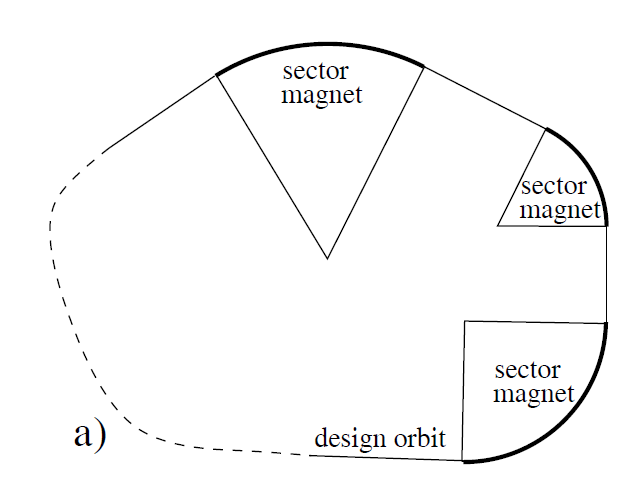 sector
magnet
sector
magnet
sector
magnet
design orbit
a)